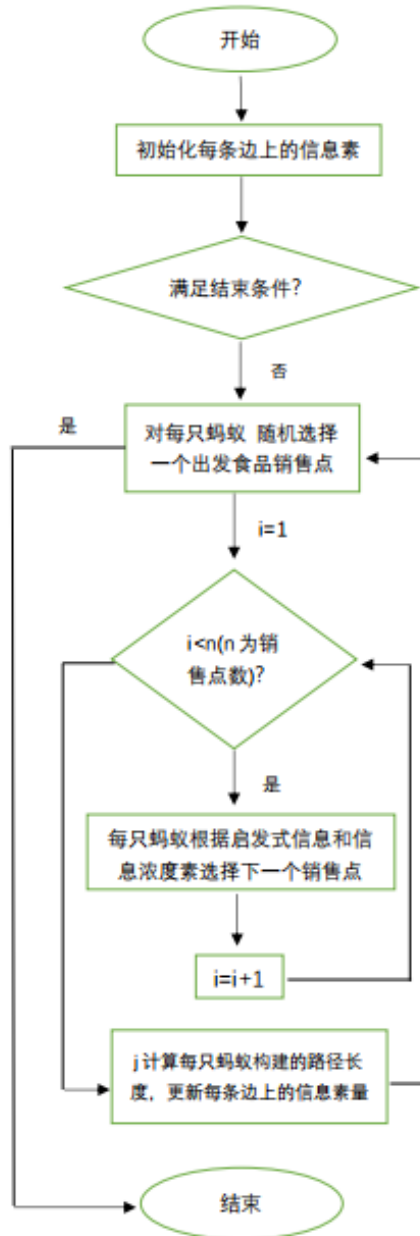 开始
初始化每条边上的信息素
满足结束条件?
否
是
对每只蚂蚁 随机选择
一个出发食品销售点
i=1
i<n(n 为销
售点数)?
是
每只蚂蚁根据启发式信息和信
息浓度素选择下一个销售点
i=i+1
j 计算每只蚂蚁构建的路径长
度，更新每条边上的信息素量
结束